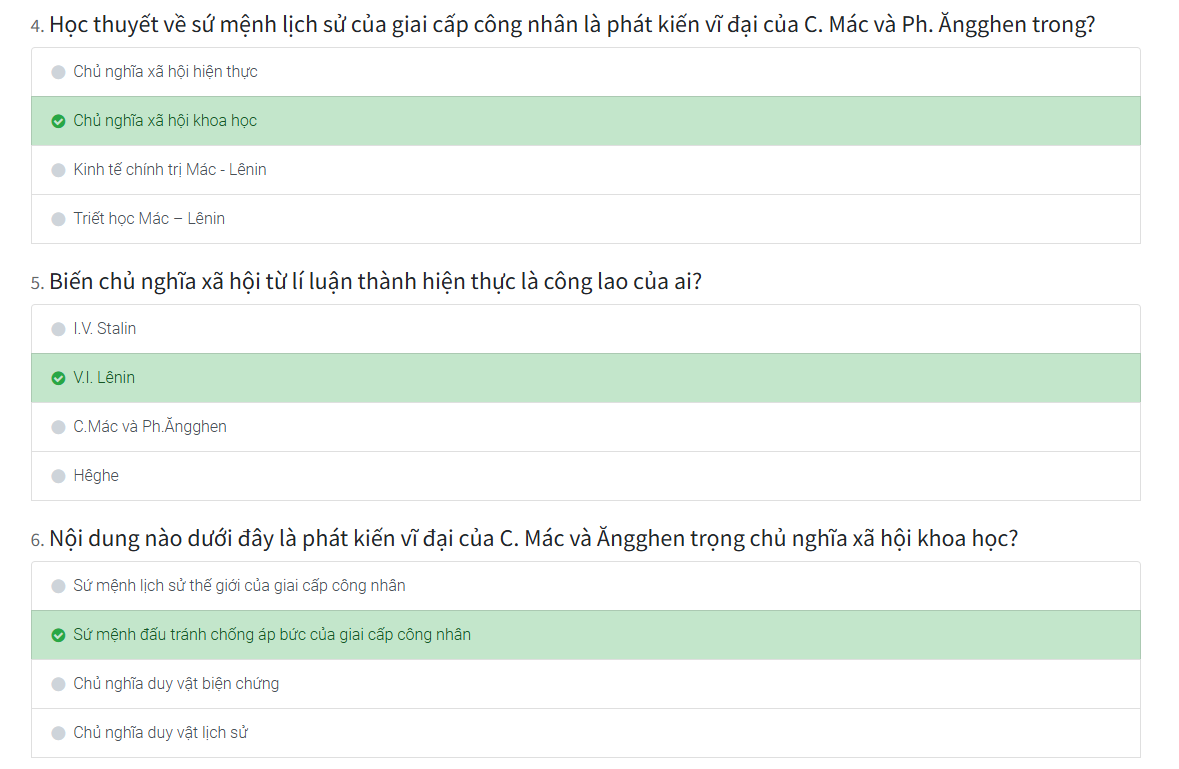 4. Học thuyết về sứ mệnh lịch sử của giai cấp công nhân là phát kiến vĩ đại của C. Mác và Ph. Ăngghen trong?
Chủ nghĩa xã hội hiện thực
Chủ nghĩa xã hội khoa học
Kinh tế chính trị Mác - Lênin
Triết học Mác – Lênin
5. Biến chủ nghĩa xã hội từ lí luận thành hiện thực là công lao của ai?
I.V. Stalin
V.I. Lênin
C.Mác và Ph.Ăngghen
Hêghe
6. Nội dung nào dưới đây là phát kiến vĩ đại của C. Mác và Ăngghen trọng chủ nghĩa xã hội khoa học?
Sứ mệnh lịch sử thế giới của giai cấp công nhân
Sứ mệnh đấu tránh chống áp bức của giai cấp công nhân
Chủ nghĩa duy vật biện chứng
Chủ nghĩa duy vật lịch sử